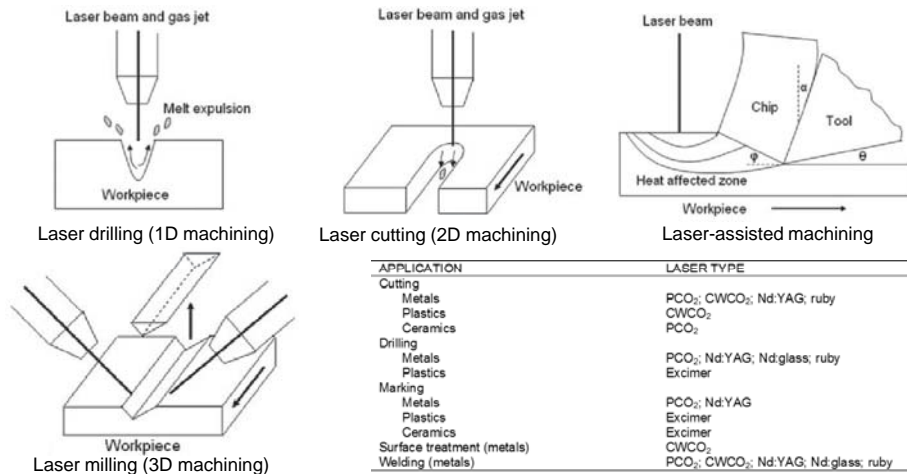 Laser beam and gas jet
Melt expulsion
Workpiece
Laser drilling (1D machining)
Laser beam and gas jet
Workpiece
Laser cutting (2D machining)
Laser beam
Chip
α
Tool
φ
θ
Heat affected zone
Workpiece
Laser-assisted machining
Workpiece
Laser milling (3D machining)
APPLICATION LASER TYPE
Cutting
Metals PCO₂; CWCO₂; Nd:YAG; ruby
Plastics CWCO₂
Ceramics PCO₂
Drilling
Metals PCO₂; Nd:YAG; Nd:glass; ruby
Plastics Excimer
Marking
Metals PCO₂; Nd:YAG
Plastics Excimer
Ceramics Excimer
Surface treatment (metals) CWCO₂
Welding (metals) PCO₂; CWCO₂; Nd:YAG; Nd:glass; ruby